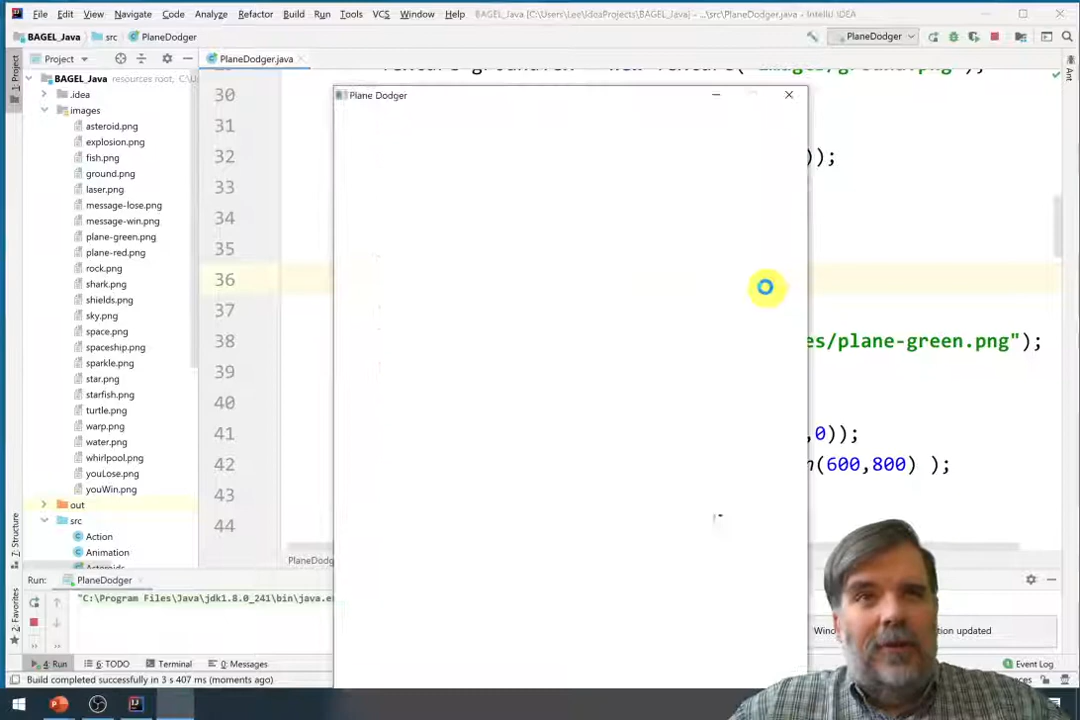 File Edit View Navigate Code Analyze Refactor Build Run Tools VCS Window Help BAGEL_Java [C:\Users\Lee\IdeaProjects\BAGEL_Java] - ...\src\PlaneDodger.java - IntelliJ IDEA
BAGEL_Java src PlaneDodger PlaneDodger
1: Project Project PlaneDodger.java Ant
BAGEL_Java resources root, C:\U
.idea
images
asteroid.png
explosion.png
fish.png
ground.png
laser.png
message-lose.png
message-win.png
plane-green.png
plane-red.png
rock.png
shark.png
shields.png
sky.png
space.png
spaceship.png
sparkle.png
star.png
starfish.png
turtle.png
warp.png
water.png
whirlpool.png
youLose.png
youWin.png
out
src
Action
Animation
Asteroids
30
31
32 ));
33
34
35
36
37
38 es/plane-green.png");
39
40
41 ,0));
42 n(600,800) );
43
44
Plane Dodger
PlaneDodg
7: Structure
2: Favorites
Run: PlaneDodger
"C:\Program Files\Java\jdk1.8.0_241\bin\java.e
Wind
ion updated
4: Run 6: TODO Terminal 0: Messages Event Log
Build completed successfully in 3 s 407 ms (moments ago)